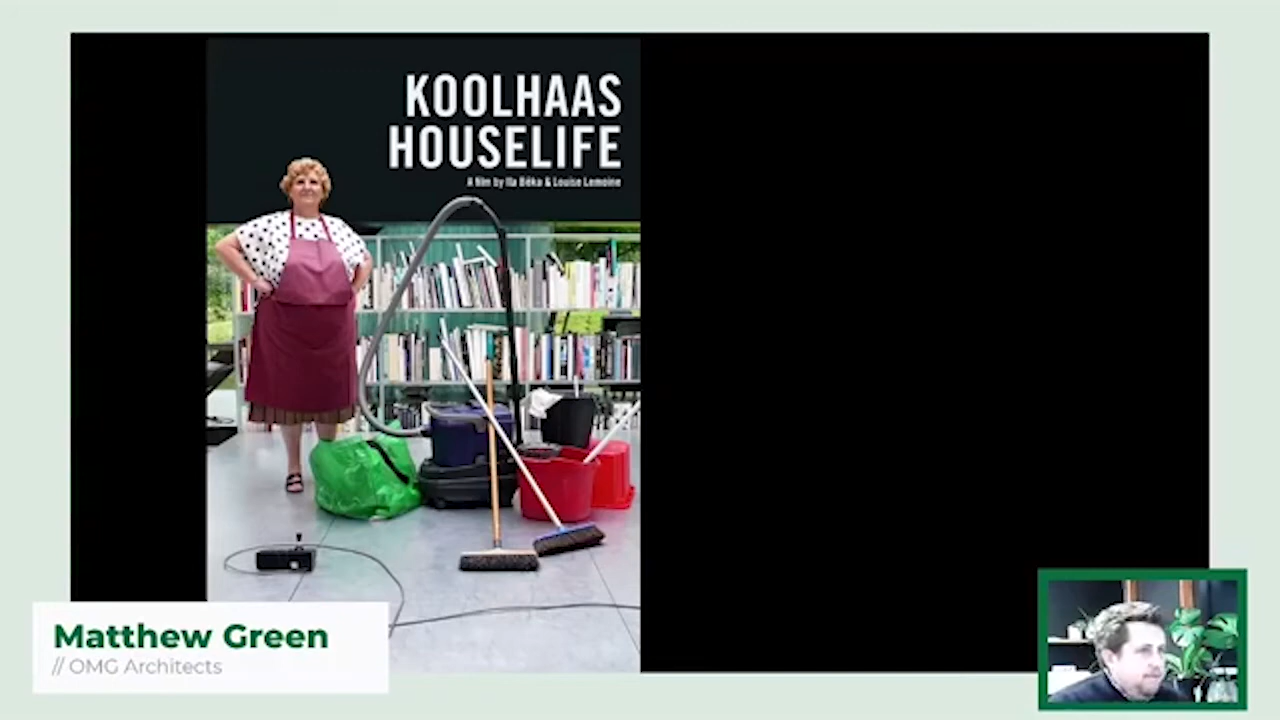 KOOLHAAS
HOUSELIFE
A film by Ila Bêka & Louise Lemoine
Matthew Green
// OMG Architects